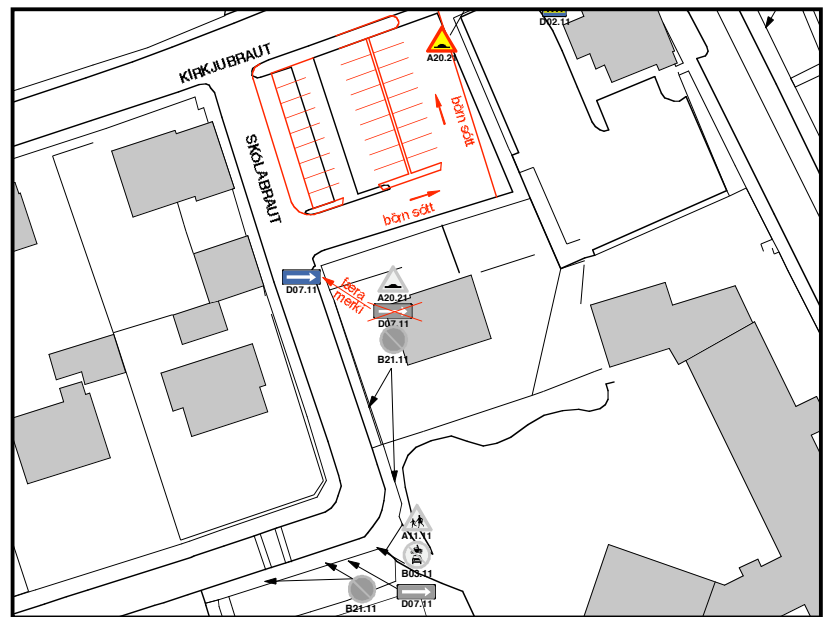 D02.11
KIRKJUBRAUT
A20.21
börn sótt
SKÓLABRAUT
börn sótt
D07.11
færa
merki
A20.21
D07.11
B21.11
A11.11
B03.11
B21.11
D07.11